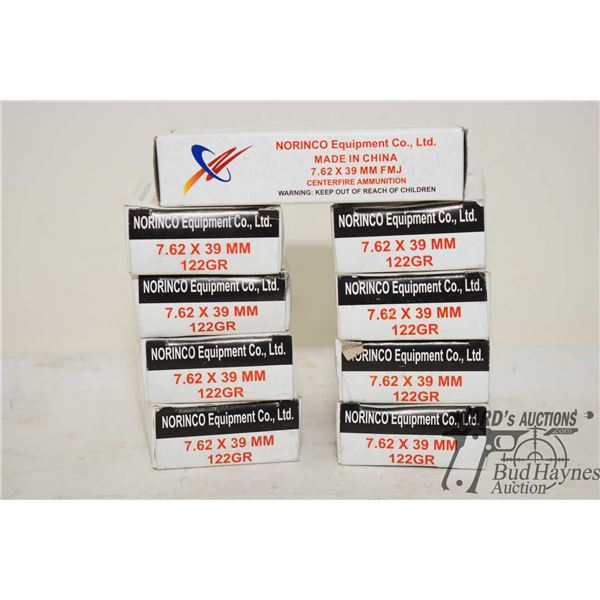 NORINCO Equipment Co., Ltd.
MADE IN CHINA
7.62 X 39 MM FMJ
CENTERFIRE AMMUNITION
WARNING: KEEP OUT OF REACH OF CHILDREN
NORINCO Equipment Co., Ltd.
7.62 X 39 MM
122GR
NORINCO Equipment Co., Ltd.
7.62 X 39 MM
122GR
NORINCO Equipment Co., Ltd.
7.62 X 39 MM
122GR
NORINCO Equipment Co., Ltd.
7.62 X 39 MM
122GR
NORINCO Equipment Co., Ltd.
7.62 X 39 MM
122GR
NORINCO Equipment Co., Ltd.
7.62 X 39 MM
122GR
NORINCO Equipment Co., Ltd.
7.62 X 39 MM
122GR
NORINCO Equipment Co., Ltd.
7.62 X 39 MM
122GR
WARD's AUCTIONS
.com
BudHaynes
Auction